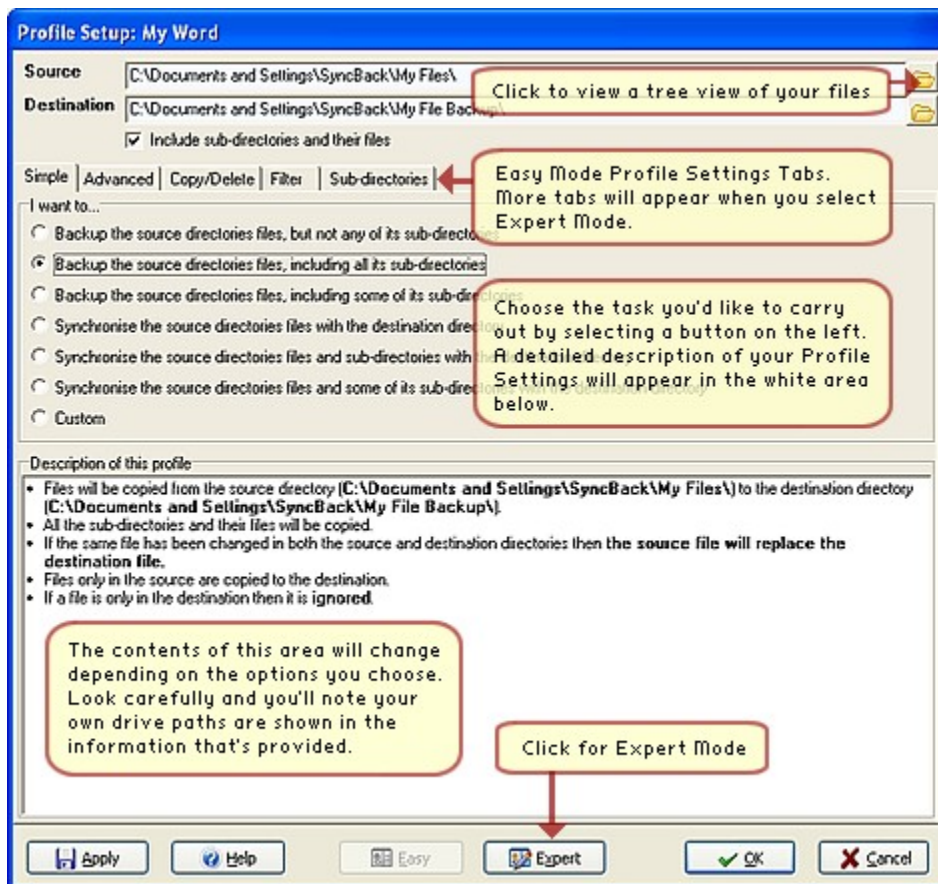 Profile Setup: My Word
Source C:\Documents and Settings\SyncBack\My Files\
Click to view a tree view of your files
Destination C:\Documents and Settings\SyncBack\My File Backup\
Include sub-directories and their files
Simple Advanced Copy/Delete Filter Sub-directories
Easy Mode Profile Settings Tabs.
More tabs will appear when you select
Expert Mode.
I want to...
Backup the source directories files, but not any of its sub-directories
Backup the source directories files, including all its sub-directories
Backup the source directories files, including some of its sub-directories
Synchronise the source directories files with the destination directory
Synchronise the source directories files and sub-directories with the destination directory
Synchronise the source directories files and some of its sub-directories with the destination directory
Custom
Choose the task you'd like to carry
out by selecting a button on the left.
A detailed description of your Profile
Settings will appear in the white area
below.
Description of this profile
• Files will be copied from the source directory (C:\Documents and Settings\SyncBack\My Files\) to the destination directory
(C:\Documents and Settings\SyncBack\My File Backup\).
• All the sub-directories and their files will be copied.
• If the same file has been changed in both the source and destination directories then the source file will replace the
destination file.
• Files only in the source are copied to the destination.
• If a file is only in the destination then it is ignored.
The contents of this area will change
depending on the options you choose.
Look carefully and you'll note your
own drive paths are shown in the
information that's provided.
Click for Expert Mode
Apply Help Easy Expert OK Cancel